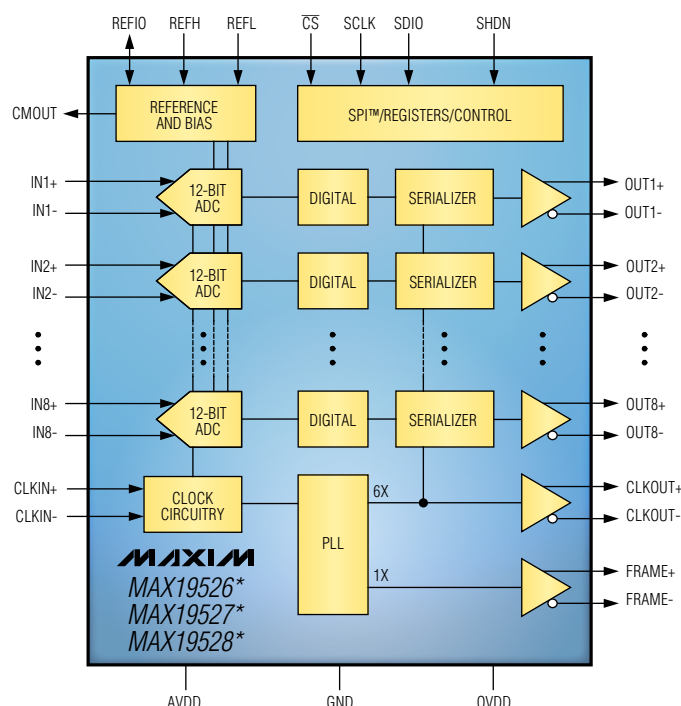 REFIO REFH REFL CS SCLK SDIO SHDN
CMOUT
REFERENCE
AND BIAS
SPI™/REGISTERS/CONTROL
IN1+
IN1-
12-BIT
ADC
DIGITAL
SERIALIZER
OUT1+
OUT1-
IN2+
IN2-
12-BIT
ADC
DIGITAL
SERIALIZER
OUT2+
OUT2-
IN8+
IN8-
12-BIT
ADC
DIGITAL
SERIALIZER
OUT8+
OUT8-
CLKIN+
CLKIN-
CLOCK
CIRCUITRY
PLL
6X
1X
CLKOUT+
CLKOUT-
FRAME+
FRAME-
MAXIM
MAX19526*
MAX19527*
MAX19528*
AVDD GND OVDD